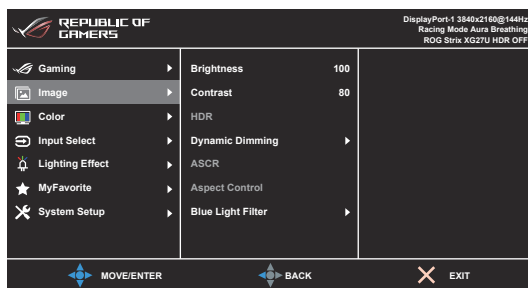 REPUBLIC OF
GAMERS
DisplayPort-1 3840x2160@144Hz
Racing Mode Aura Breathing
ROG Strix XG27U HDR OFF
Gaming
Image
Color
Input Select
Lighting Effect
MyFavorite
System Setup
Brightness 100
Contrast 80
HDR
Dynamic Dimming
ASCR
Aspect Control
Blue Light Filter
MOVE/ENTER
BACK
EXIT